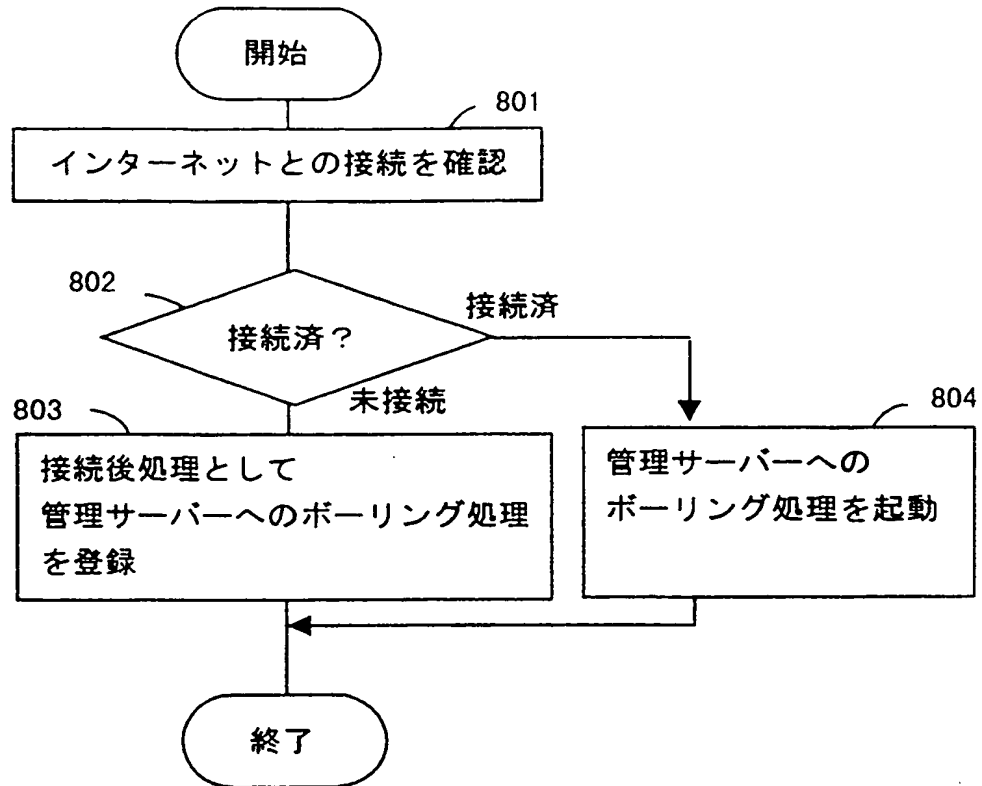 開始
801
インターネットとの接続を確認
802
接続済?
接続済
未接続
803
接続後処理として
管理サーバーへのボーリング処理
を登録
804
管理サーバーへの
ボーリング処理を起動
終了